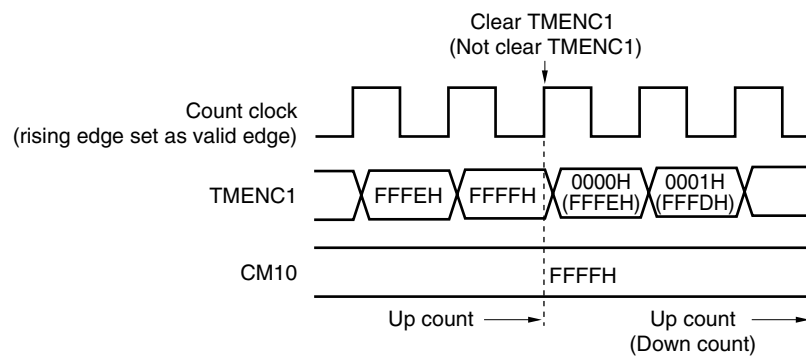 Clear TMENC1
(Not clear TMENC1)
Count clock
(rising edge set as valid edge)
TMENC1
FFFEH
FFFFH
0000H
(FFFEH)
0001H
(FFFDH)
CM10
FFFFH
Up count
Up count
(Down count)